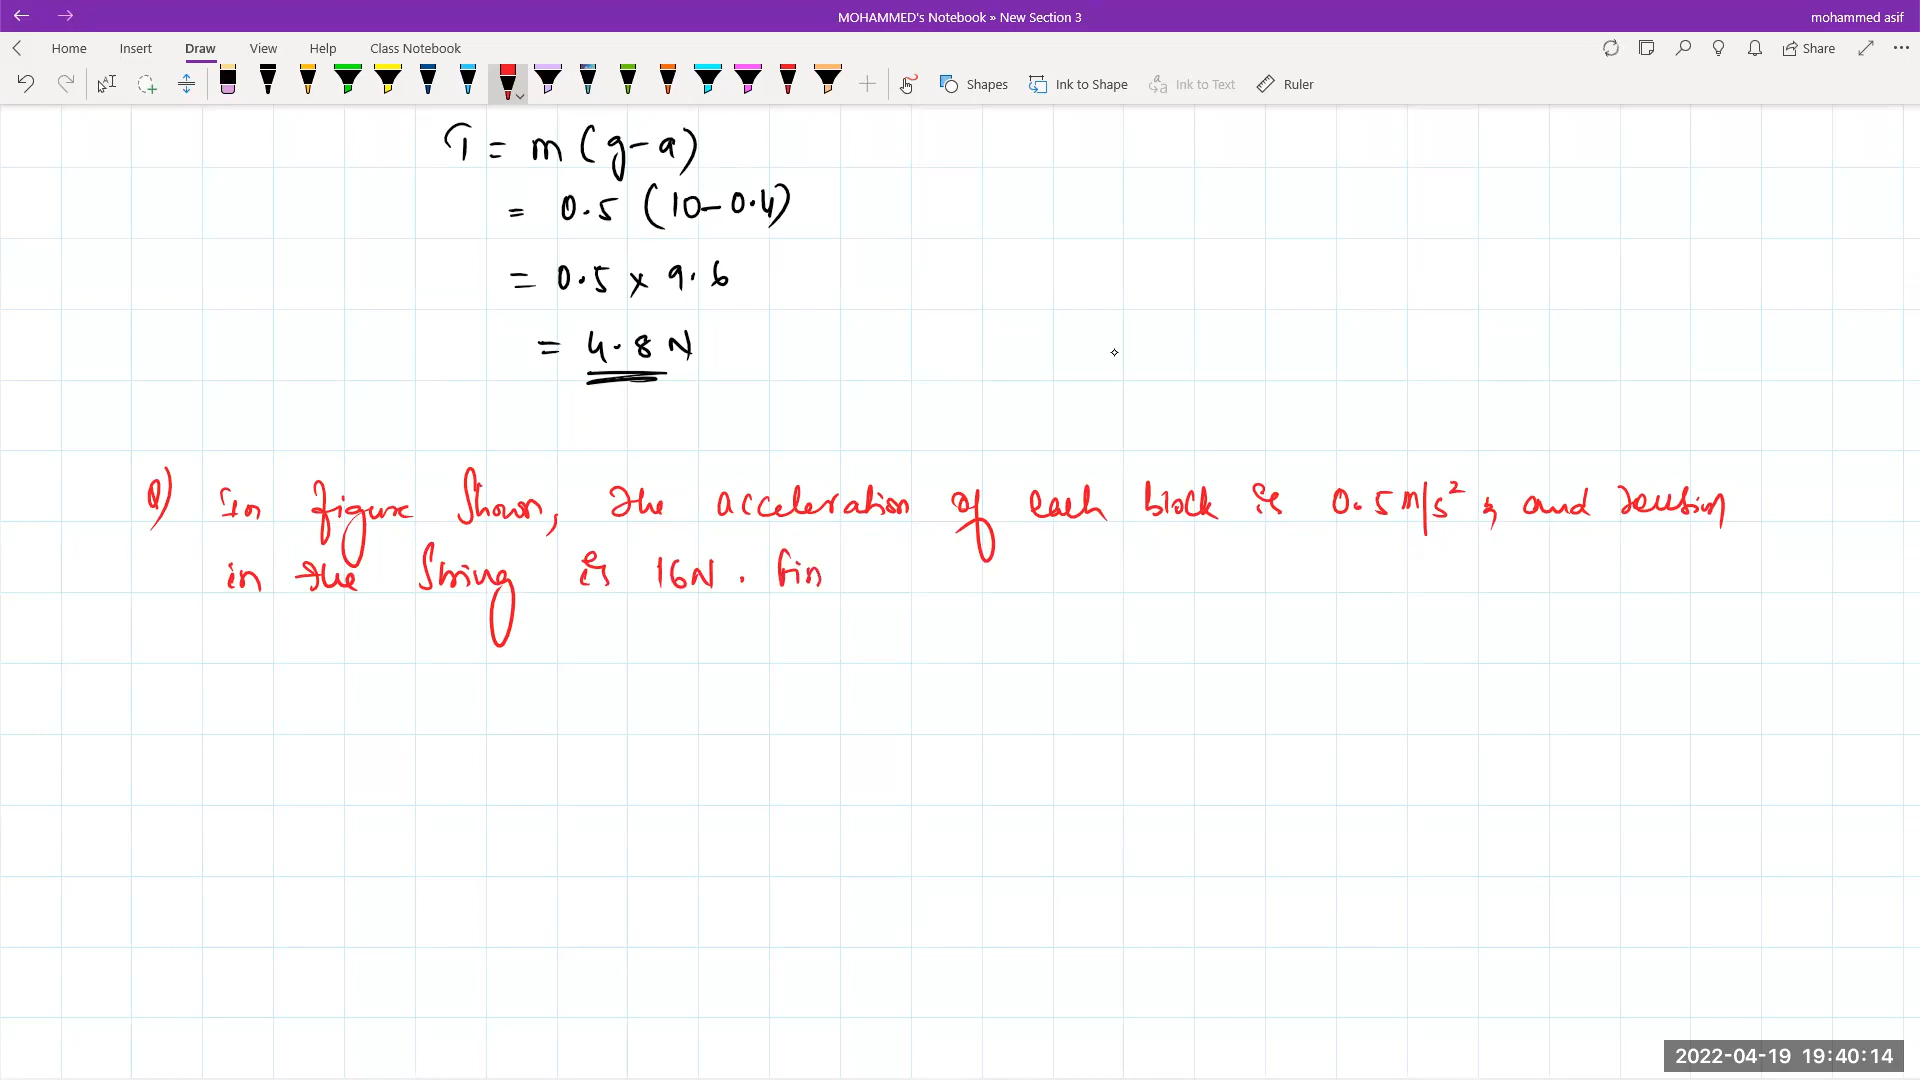 MOHAMMED's Notebook » New Section 3
mohammed asif
Home Insert Draw View Help Class Notebook Share
Shapes Ink to Shape Ink to Text Ruler
T = m (g-a)
= 0.5 (10-0.4)
= 0.5 x 9.6
= 4.8 N
Q) In figure Shown, the acceleration of each block is 0.5 m/s² ; and tension
in the String is 16N . fin
2022-04-19 19:40:14